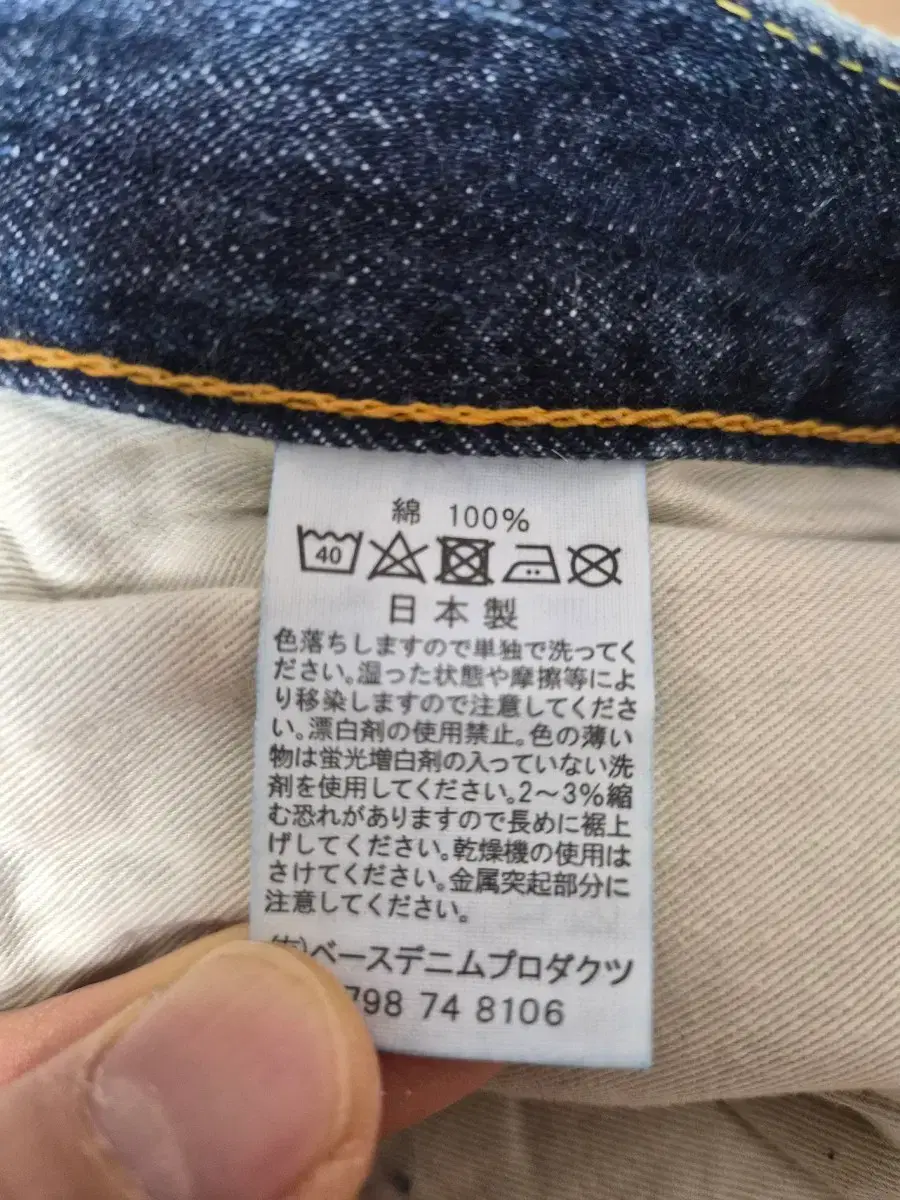 綿 100%
40
日本製
色落ちしますので単独で洗ってく
ださい。湿った状態や摩擦等によ
り移染しますので注意してくださ
い。漂白剤の使用禁止。色の薄い
物は蛍光増白剤の入っていない洗
剤を使用してください。2～3%縮
む恐れがありますので長めに裾上
げしてください。乾燥機の使用は
さけてください。金属突起部分に
注意してください。
ベースデニムプロダクツ
798 74 8106